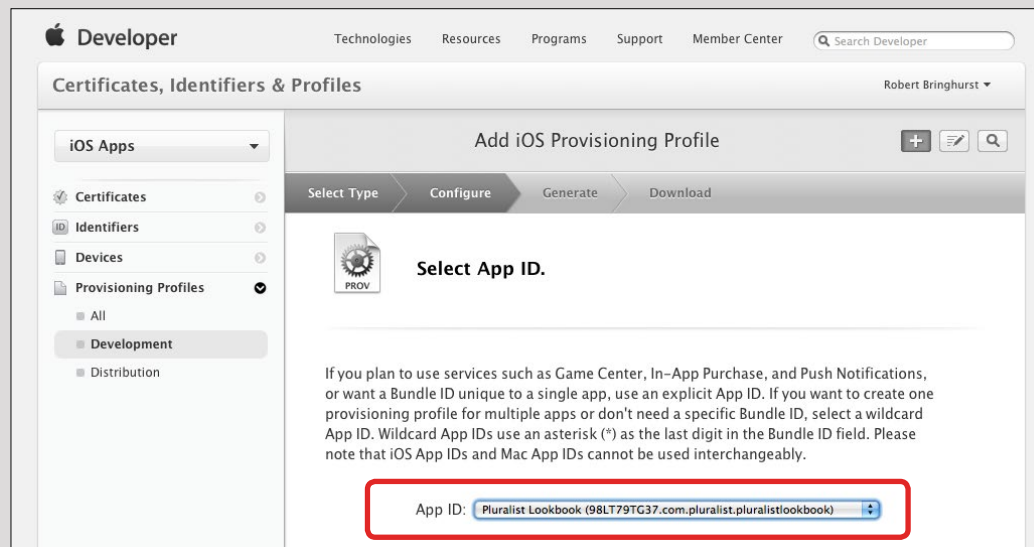 Developer
Technologies Resources Programs Support Member Center Search Developer
Certificates, Identifiers & Profiles
Robert Bringhurst
iOS Apps
Certificates
ID Identifiers
Devices
Provisioning Profiles
All
Development
Distribution
Add iOS Provisioning Profile
Select Type Configure Generate Download
PROV
Select App ID.
If you plan to use services such as Game Center, In-App Purchase, and Push Notifications,
or want a Bundle ID unique to a single app, use an explicit App ID. If you want to create one
provisioning profile for multiple apps or don't need a specific Bundle ID, select a wildcard
App ID. Wildcard App IDs use an asterisk (*) as the last digit in the Bundle ID field. Please
note that iOS App IDs and Mac App IDs cannot be used interchangeably.
App ID: Pluralist Lookbook (98LT79TG37.com.pluralist.pluralistlookbook)